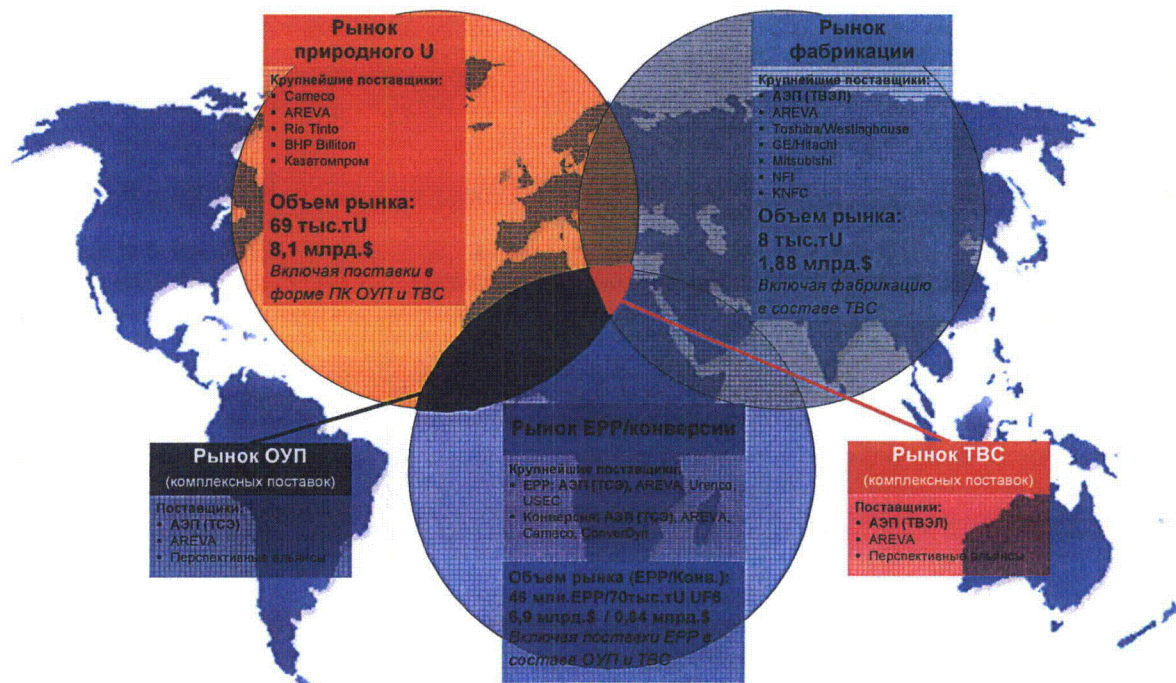 Рынок
природного U
Крупнейшие поставщики:
▪ Cameco
▪ AREVA
▪ Rio Tinto
▪ BHP Billiton
▪ Казатомпром
Объем рынка:
69 тыс.тU
8,1 млрд.$
Включая поставки в
форме ПК ОУП и ТВС
Рынок
фабрикации
Крупнейшие поставщики:
▪ АЭП (ТВЭЛ)
▪ AREVA
▪ Toshiba/Westinghouse
▪ GE/Hitachi
▪ Mitsubishi
▪ NFI
▪ KNFC
Объем рынка:
8 тыс.тU
1,88 млрд.$
Включая фабрикацию
в составе ТВС
Рынок ЕРР/конверсии
Крупнейшие поставщики:
▪ ЕРР: АЭП (ТСЭ), AREVA, Urenco,
USEC
▪ Конверсия: АЭП (ТСЭ), AREVA,
Cameco, ConverDyn
Объем рынка (ЕРР/Конв.):
46 млн.ЕРР/70тыс.тU UF6
6,9 млрд.$ / 0,84 млрд.$
Включая поставки ЕРР в
составе ОУП и ТВС
Рынок ОУП
(комплексных поставок)
Поставщики:
▪ АЭП (ТСЭ)
▪ AREVA
▪ Перспективные альянсы
Рынок ТВС
(комплексных поставок)
Поставщики:
▪ АЭП (ТВЭЛ)
▪ AREVA
▪ Перспективные альянсы